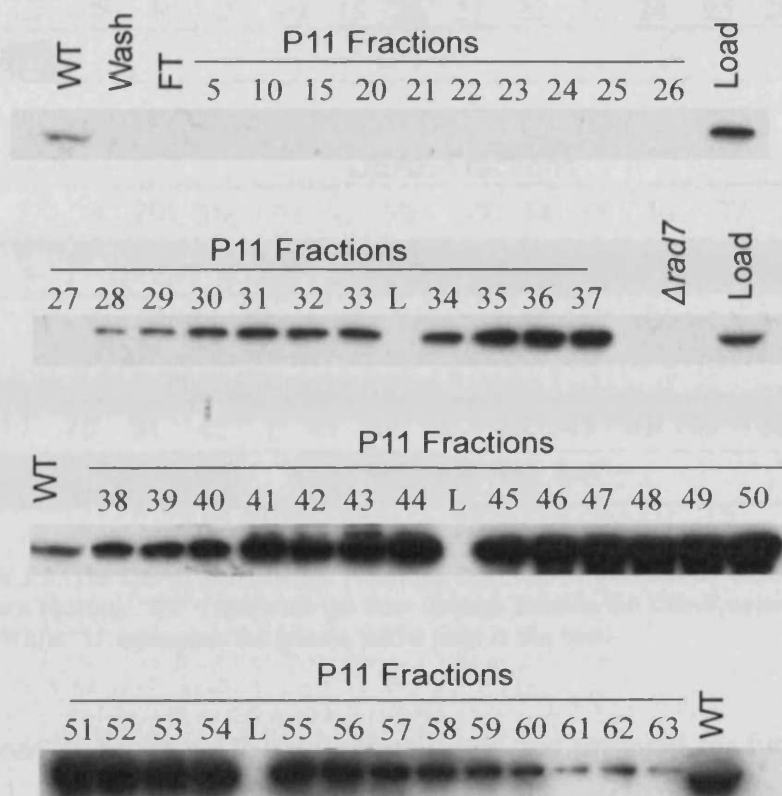 P11 Fractions
WT Wash FT 5 10 15 20 21 22 23 24 25 26 Load
P11 Fractions
27 28 29 30 31 32 33 L 34 35 36 37 Δrad7 Load
P11 Fractions
WT 38 39 40 41 42 43 44 L 45 46 47 48 49 50
P11 Fractions
51 52 53 54 L 55 56 57 58 59 60 61 62 63 WT